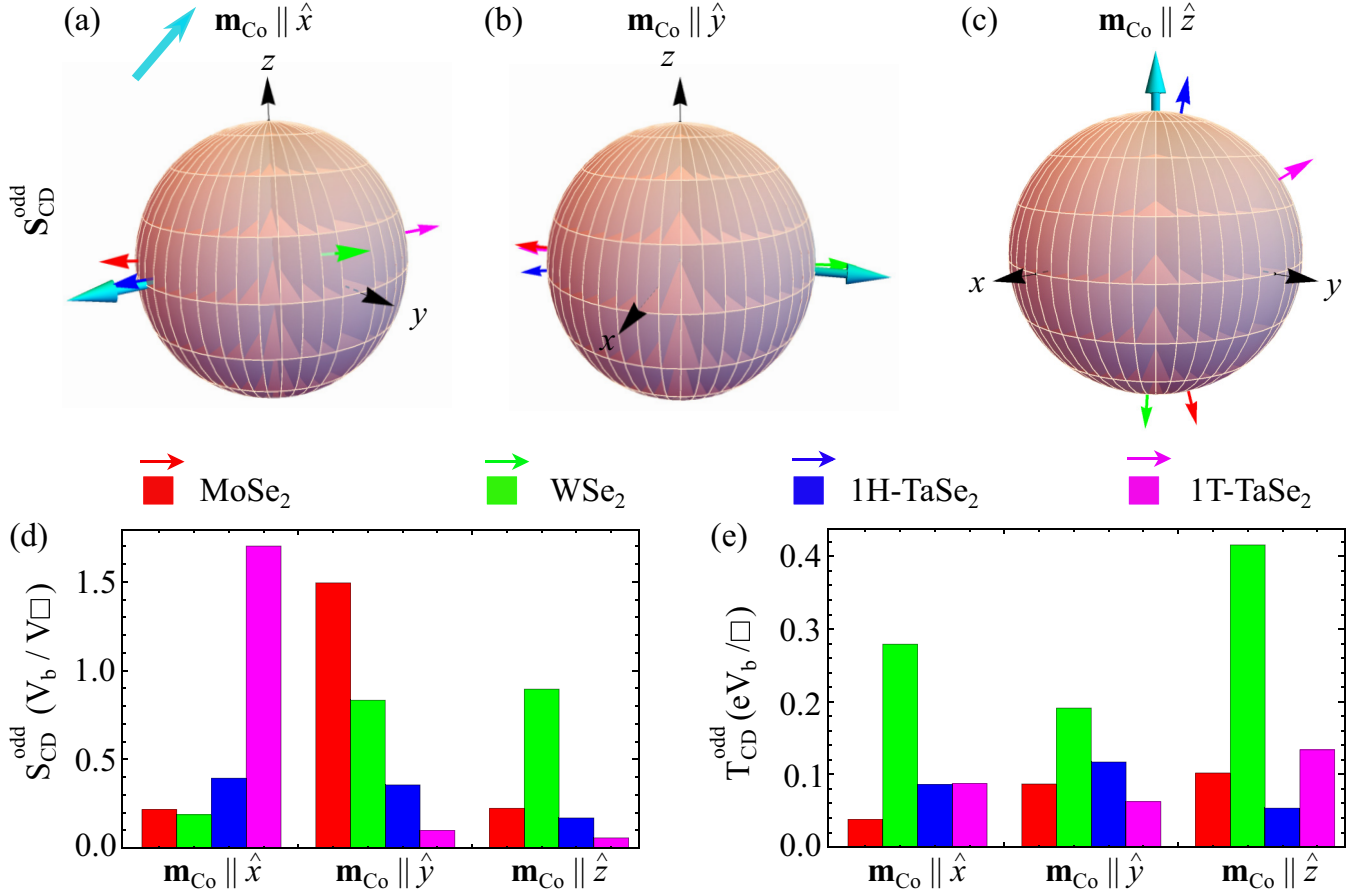 (a) m_Co ∥ x̂ (b) m_Co ∥ ŷ (c) m_Co ∥ ẑ
z z
S_CD^odd
x y
y x
MoSe₂ WSe₂ 1H-TaSe₂ 1T-TaSe₂
(d)
S_CD^odd (V_b / V□)
1.5
1.0
0.5
0.0
m_Co ∥ x̂ m_Co ∥ ŷ m_Co ∥ ẑ
(e)
T_CD^odd (eV_b /□)
0.4
0.3
0.2
0.1
0.0
m_Co ∥ x̂ m_Co ∥ ŷ m_Co ∥ ẑ